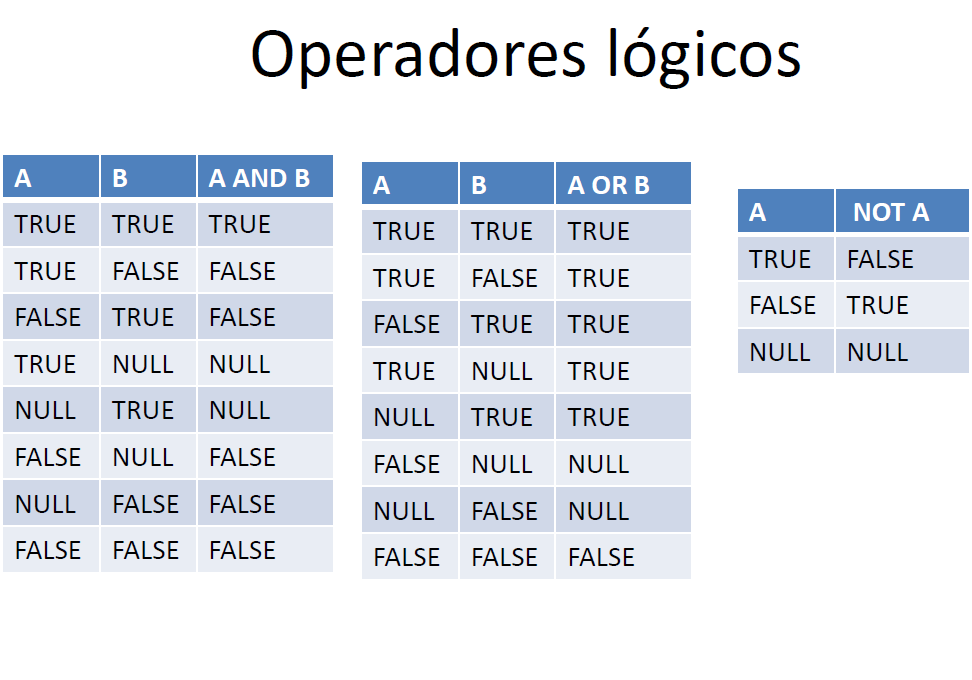 Operadores lógicos
A B A AND B
TRUE TRUE TRUE
TRUE FALSE FALSE
FALSE TRUE FALSE
TRUE NULL NULL
NULL TRUE NULL
FALSE NULL FALSE
NULL FALSE FALSE
FALSE FALSE FALSE
A B A OR B
TRUE TRUE TRUE
TRUE FALSE TRUE
FALSE TRUE TRUE
TRUE NULL TRUE
NULL TRUE TRUE
FALSE NULL NULL
NULL FALSE NULL
FALSE FALSE FALSE
A NOT A
TRUE FALSE
FALSE TRUE
NULL NULL